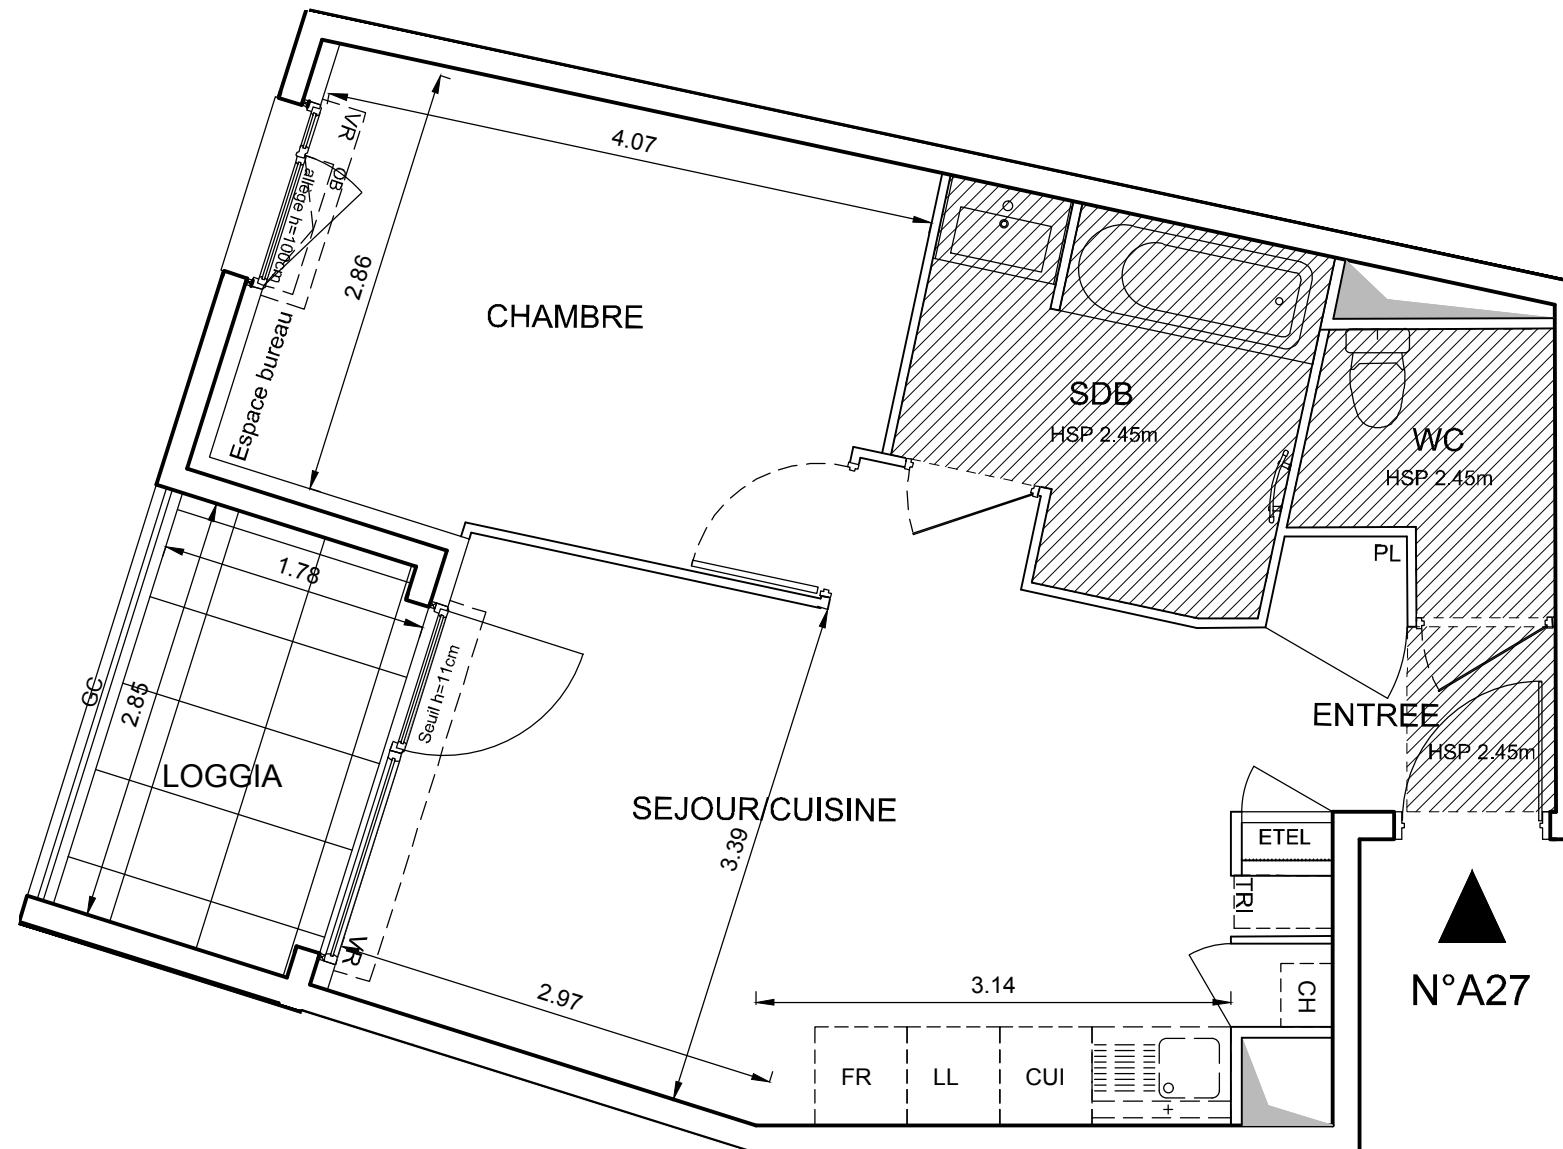 4.07
VR
OB
allège h=100cm
2.86
CHAMBRE
Espace bureau
SDB
HSP 2.45m
WC
HSP 2.45m
PL
1.78
GC
2.85
LOGGIA
Seuil h=11cm
VR
ENTREE
HSP 2.45m
SEJOUR/CUISINE
3.39
ETEL
TRI
2.97
3.14
CH
N°A27
FR
LL
CUI